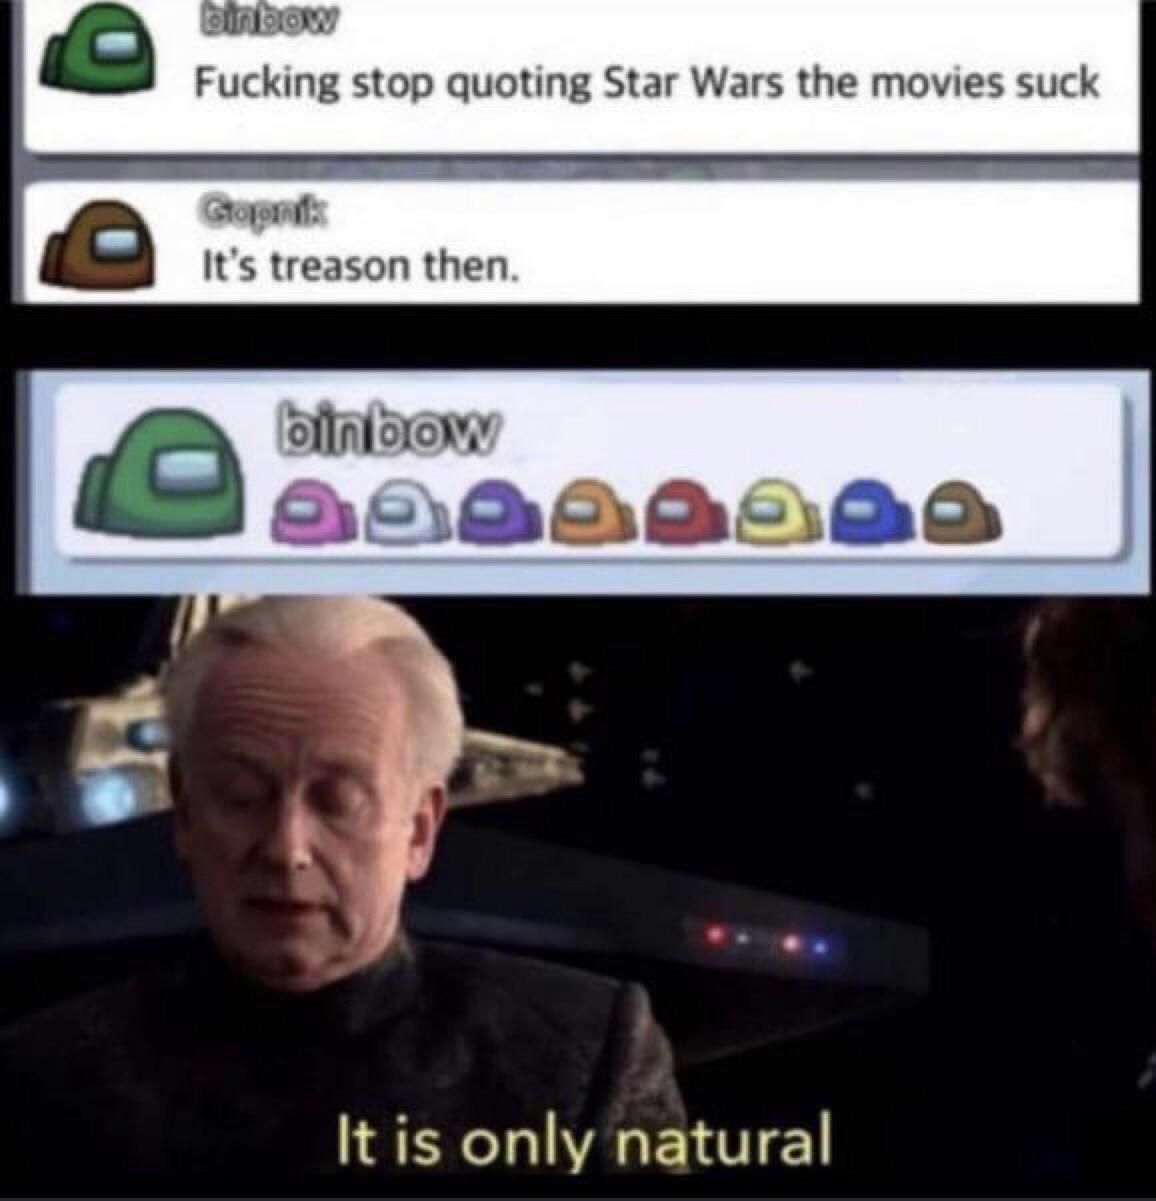 binbow
Fucking stop quoting Star Wars the movies suck
Gopnik
It's treason then.
binbow
It is only natural